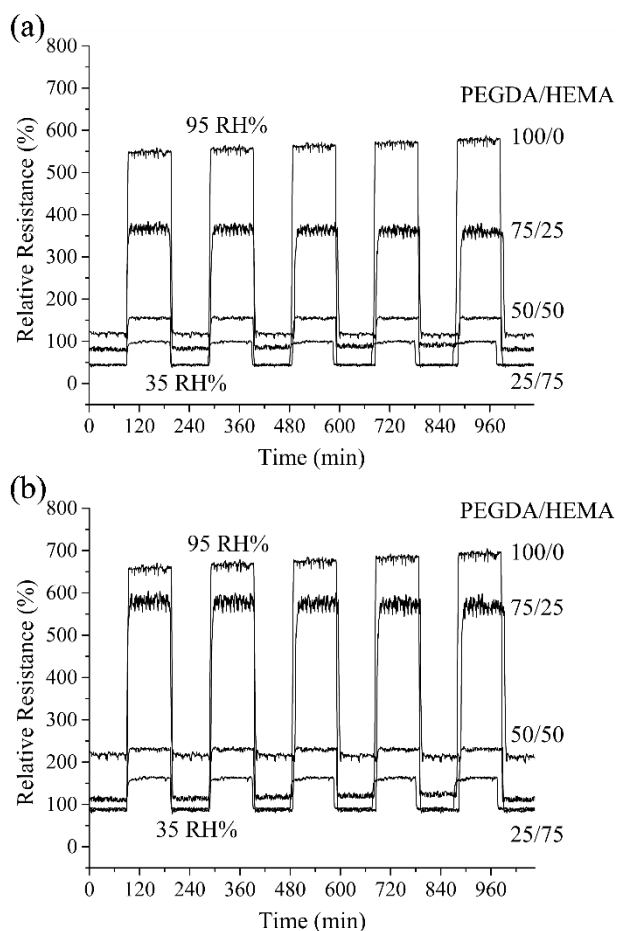 (a)
800
700
600
500
400
300
200
100
0
Relative Resistance (%)
95 RH%
35 RH%
PEGDA/HEMA
100/0
75/25
50/50
25/75
0 120 240 360 480 600 720 840 960
Time (min)
(b)
800
700
600
500
400
300
200
100
0
Relative Resistance (%)
95 RH%
35 RH%
PEGDA/HEMA
100/0
75/25
50/50
25/75
0 120 240 360 480 600 720 840 960
Time (min)